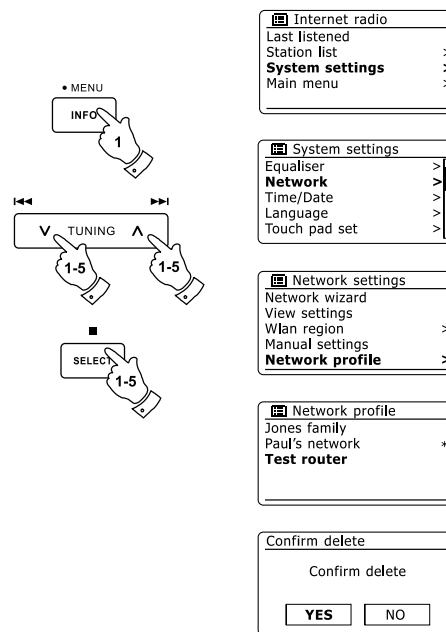 • MENU
INFO
1
TUNING
1-5
1-5
SELECT
1-5
Internet radio
Last listened
Station list >
System settings >
Main menu >
System settings
Equaliser >
Network >
Time/Date >
Language >
Touch pad set >
Network settings
Network wizard
View settings
Wlan region >
Manual settings
Network profile >
Network profile
Jones family
Paul's network *
Test router
Confirm delete
Confirm delete
YES NO